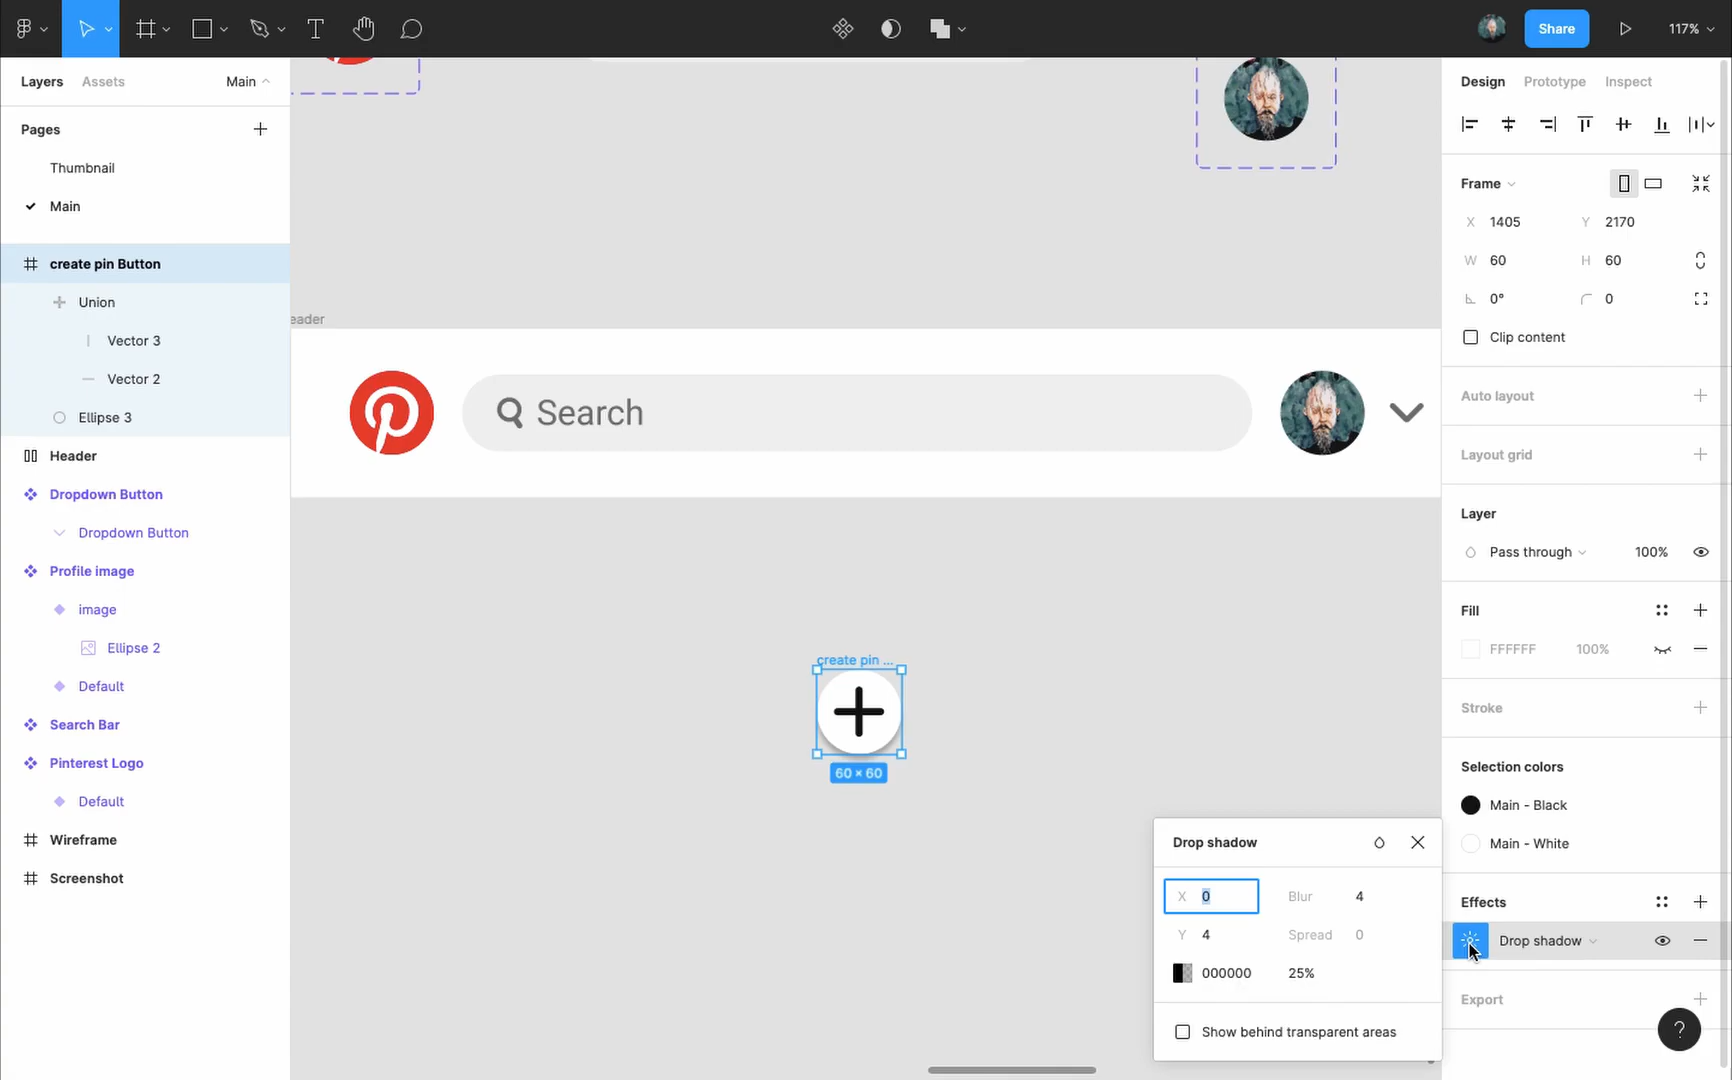 Share
117%
Layers
Assets
Main
Pages
Thumbnail
Main
create pin Button
Union
Vector 3
Vector 2
Ellipse 3
Header
Dropdown Button
Dropdown Button
Profile image
image
Ellipse 2
Default
Search Bar
Pinterest Logo
Default
Wireframe
Screenshot
eader
Search
create pin ...
60 × 60
Drop shadow
X 0
Blur 4
Y 4
Spread 0
000000 25%
Show behind transparent areas
Design
Prototype
Inspect
Frame
X 1405
Y 2170
W 60
H 60
0°
0
Clip content
Auto layout
Layout grid
Layer
Pass through 100%
Fill
FFFFFF 100%
Stroke
Selection colors
Main - Black
Main - White
Effects
Drop shadow
Export
?